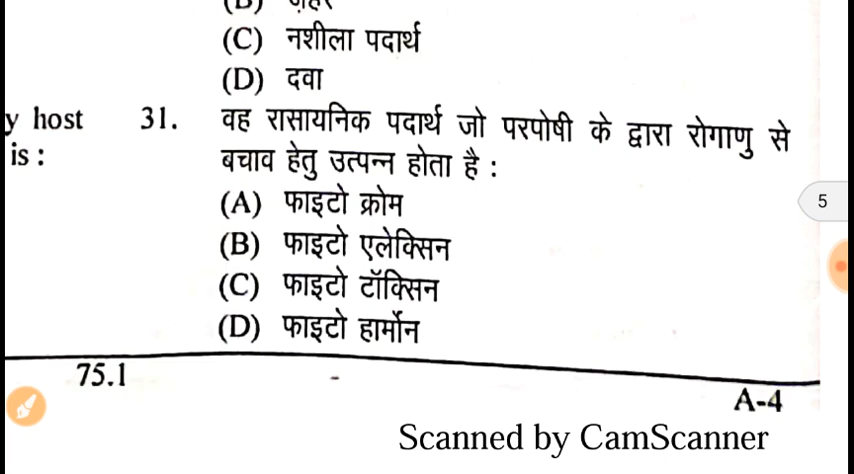 (C) नशीला पदार्थ
(D) दवा
y host
is :
31. वह रासायनिक पदार्थ जो परपोषी के द्वारा रोगाणु से
बचाव हेतु उत्पन्न होता है :
(A) फाइटो क्रोम
(B) फाइटो एलेक्सिन
(C) फाइटो टॉक्सिन
(D) फाइटो हार्मोन
5
75.1
A-4
Scanned by CamScanner